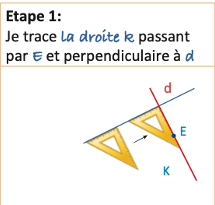 Etape 1:
Je trace la droite k passant
par E et perpendiculaire à d
d
E
K